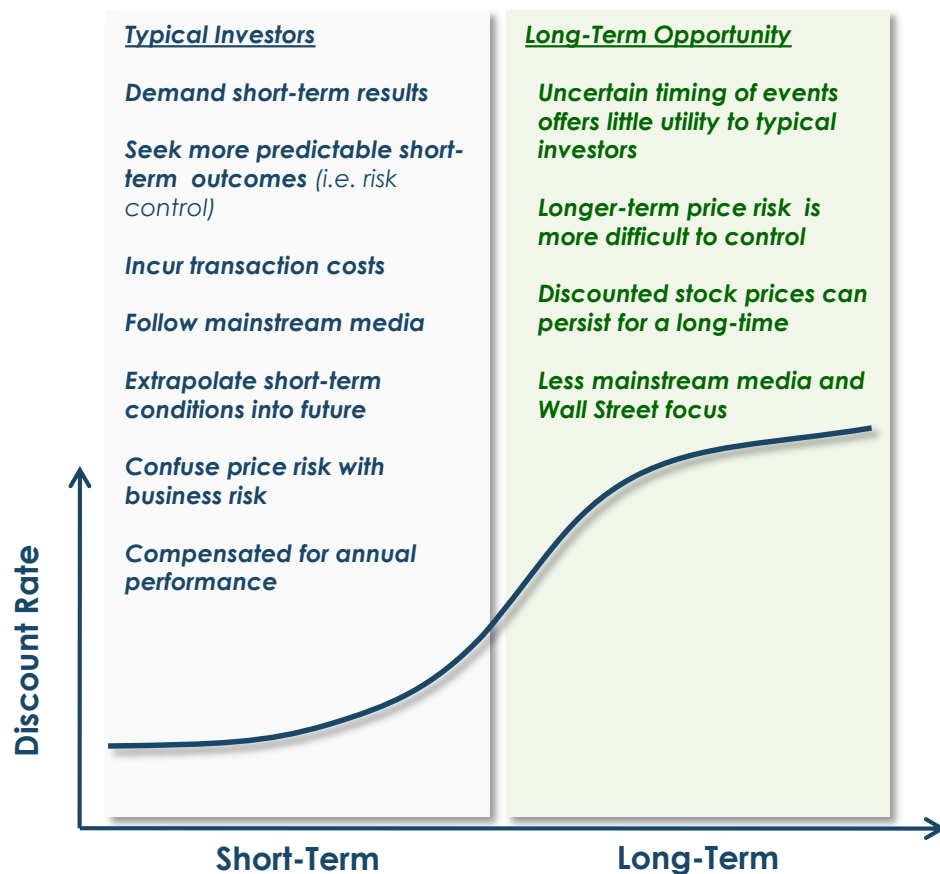 Typical Investors
Demand short-term results
Seek more predictable short-
term outcomes (i.e. risk
control)
Incur transaction costs
Follow mainstream media
Extrapolate short-term
conditions into future
Confuse price risk with
business risk
Compensated for annual
performance
Long-Term Opportunity
Uncertain timing of events
offers little utility to typical
investors
Longer-term price risk is
more difficult to control
Discounted stock prices can
persist for a long-time
Less mainstream media and
Wall Street focus
Discount Rate
Short-Term
Long-Term